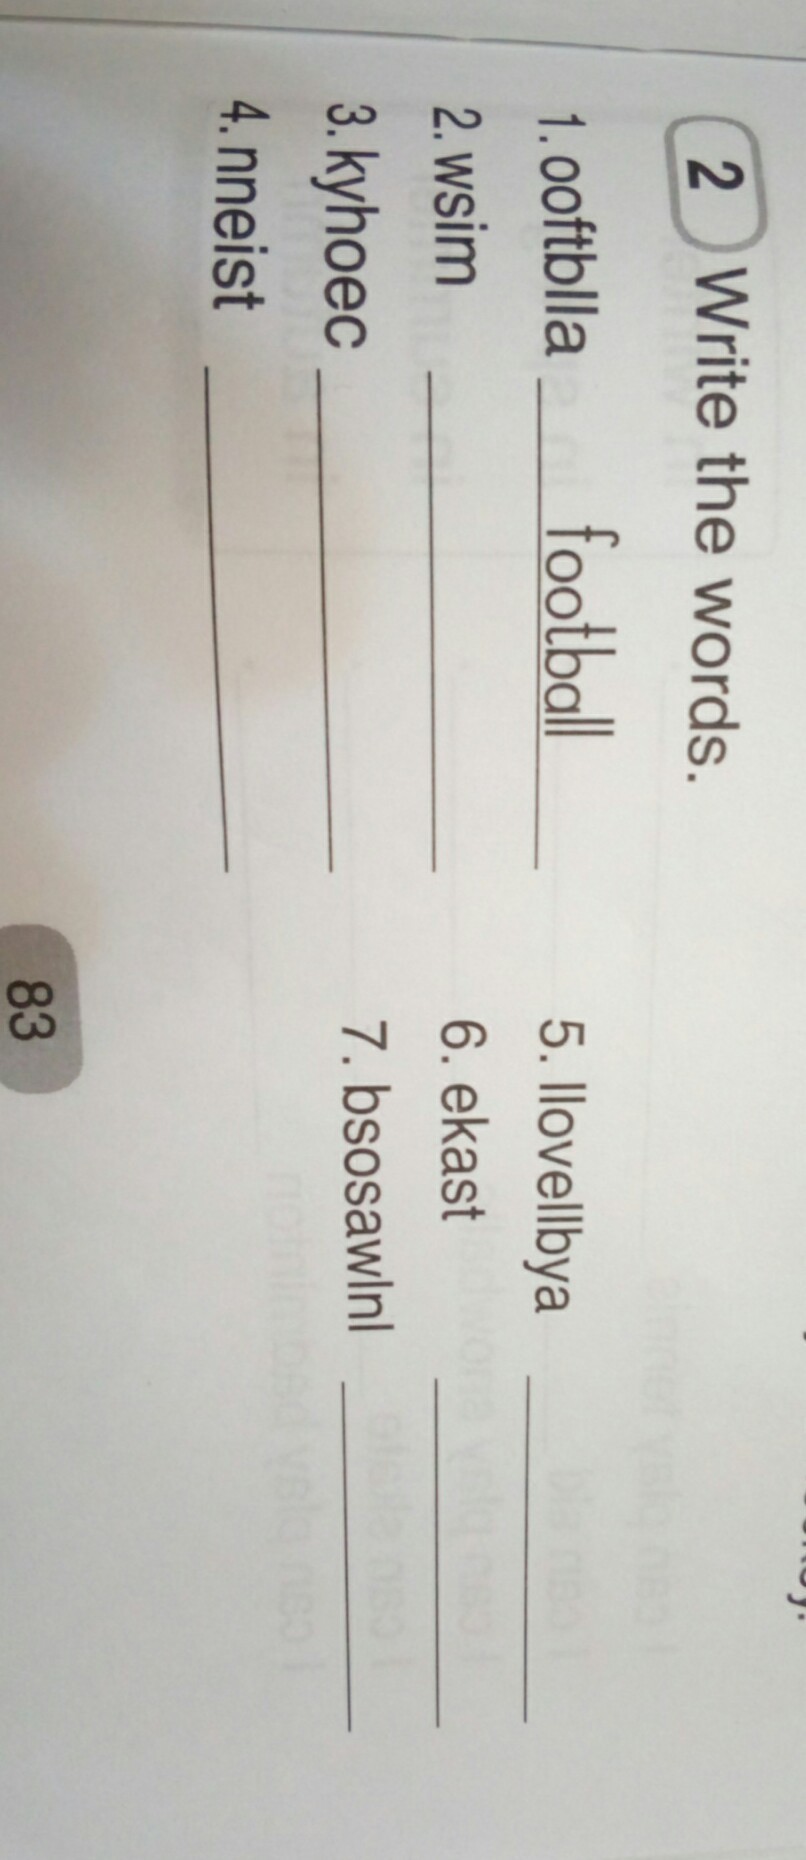 2 Write the words.
1. ooftblla football
2. wsim
3. kyhoec
4. nneist
5. llovellbya
6. ekast
7. bsosawlnl
83